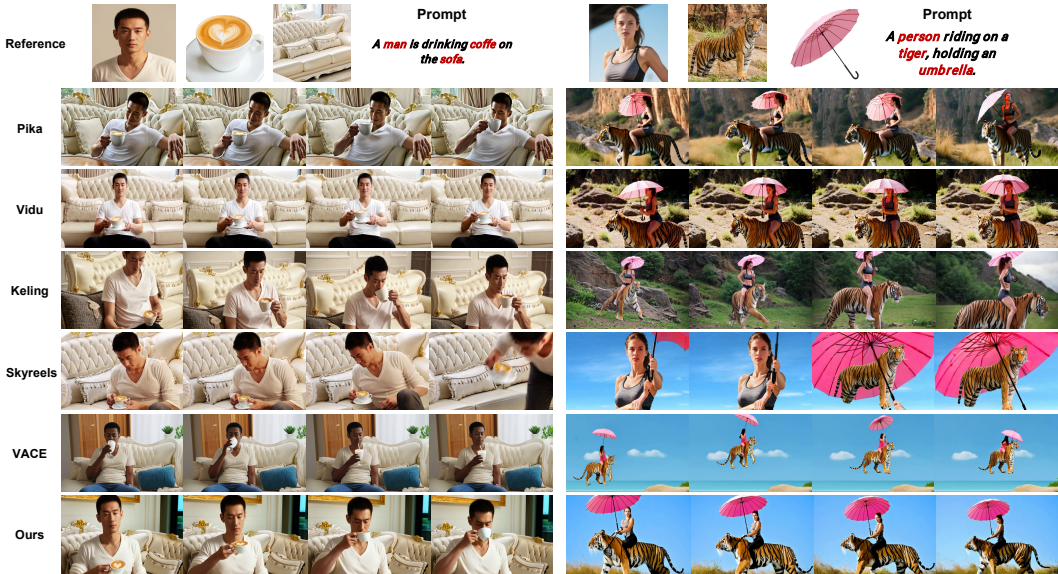 Reference
Prompt
A man is drinking coffe on
the sofa.
Prompt
A person riding on a
tiger, holding an
umbrella.
Pika
Vidu
Keling
Skyreels
VACE
Ours